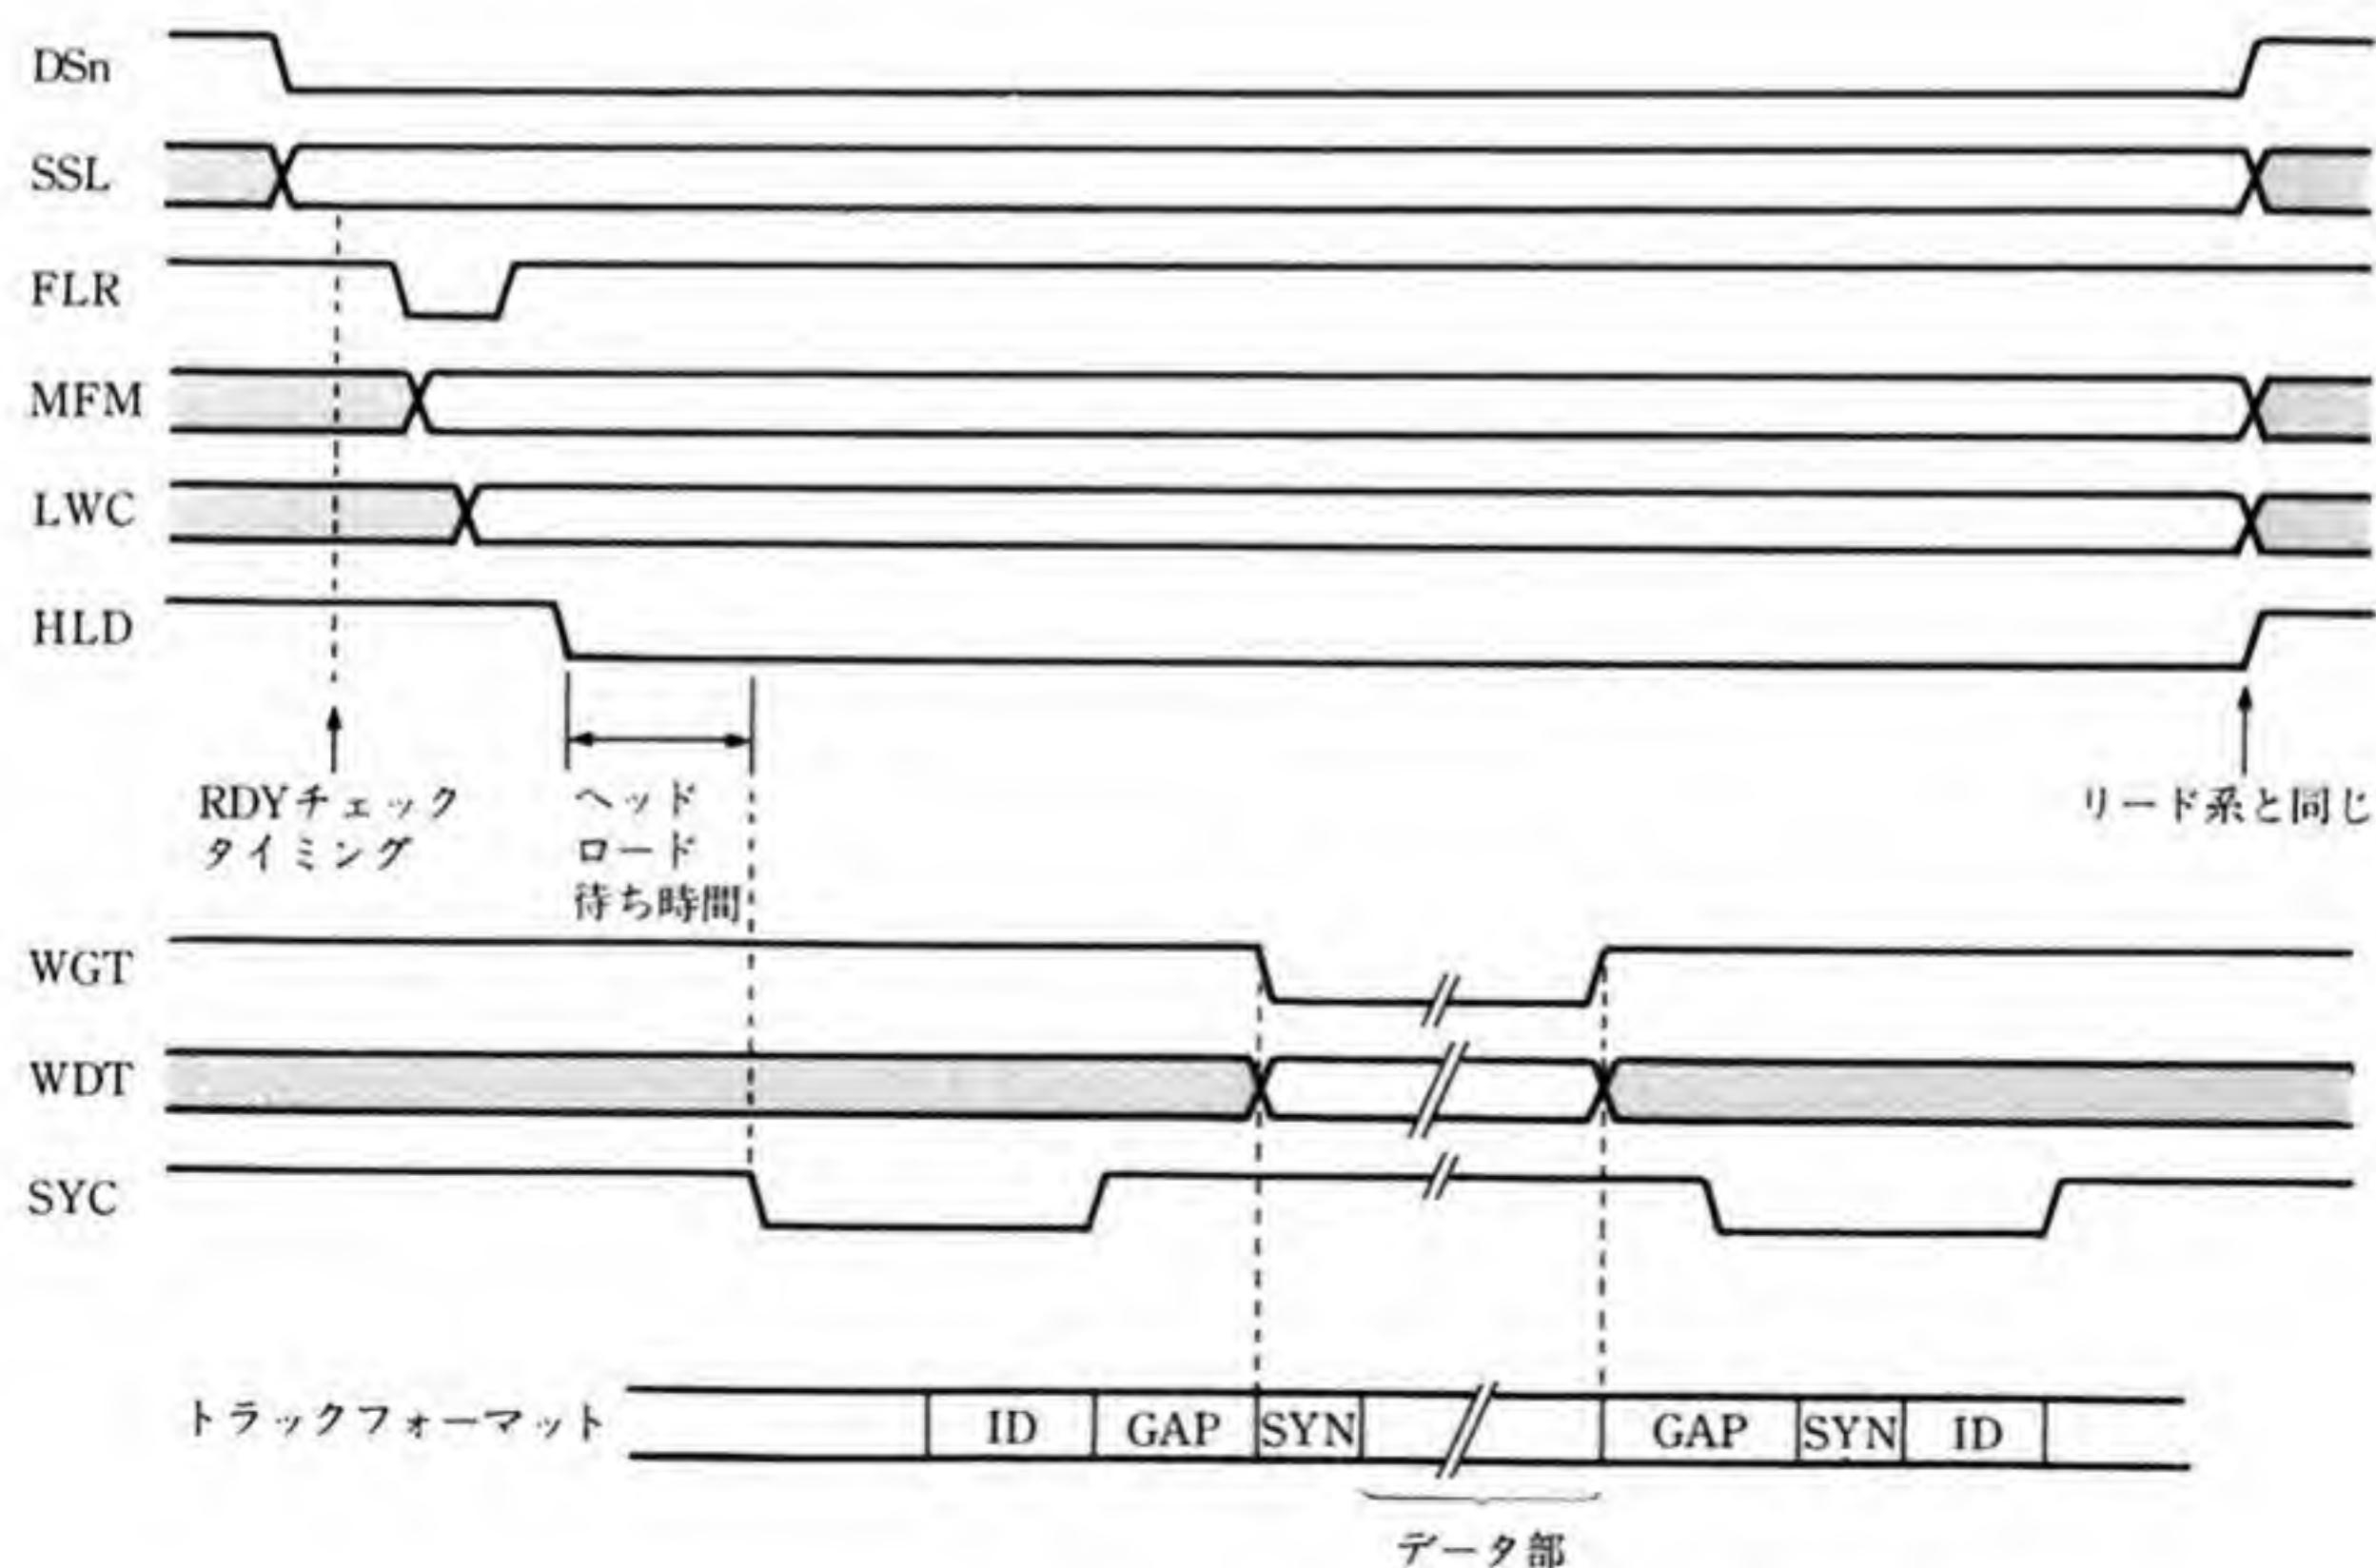 DSn
SSL
FLR
MFM
LWC
HLD
RDYチェック
タイミング
ヘッド
ロード
待ち時間
リード系と同じ
WGT
WDT
SYC
トラックフォーマット
ID
GAP
SYN
GAP
SYN
ID
データ部